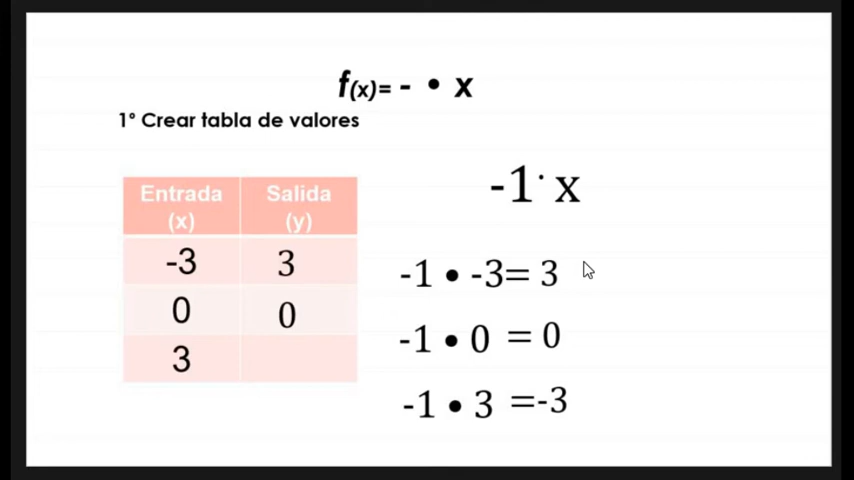 f(x)= - • x
1º Crear tabla de valores
-1· x
Entrada (x) Salida (y)
-3 3
0 0
3
-1 • -3= 3
-1 • 0 = 0
-1 • 3 =-3